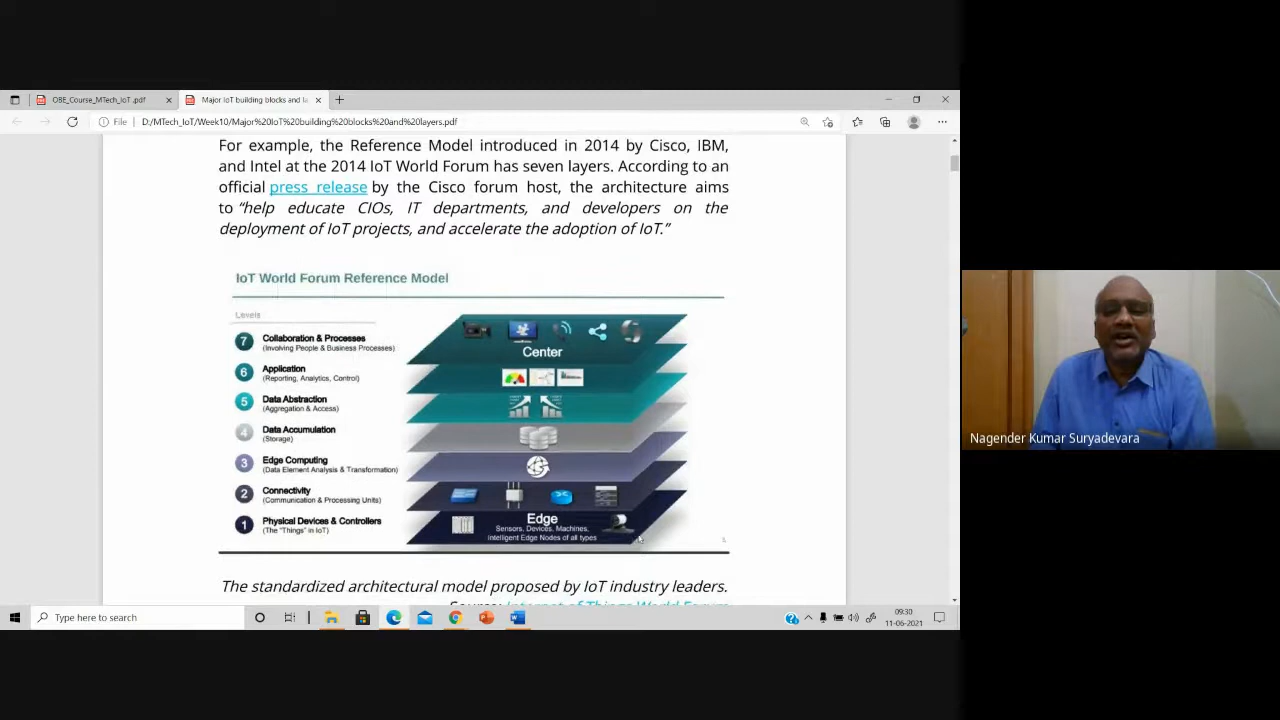 OBE_Course_MTech_IoT .pdf
Major IoT building blocks and la
File
D:/MTech_IoT/Week10/Major%20IoT%20building%20blocks%20and%20layers.pdf
For example, the Reference Model introduced in 2014 by Cisco, IBM,
and Intel at the 2014 IoT World Forum has seven layers. According to an
official press release by the Cisco forum host, the architecture aims
to “help educate CIOs, IT departments, and developers on the
deployment of IoT projects, and accelerate the adoption of IoT.”
IoT World Forum Reference Model
Levels
7 Collaboration & Processes
(Involving People & Business Processes)
Center
6 Application
(Reporting, Analytics, Control)
5 Data Abstraction
(Aggregation & Access)
4 Data Accumulation
(Storage)
3 Edge Computing
(Data Element Analysis & Transformation)
2 Connectivity
(Communication & Processing Units)
1 Physical Devices & Controllers
(The "Things" in IoT)
Edge
Sensors, Devices, Machines,
Intelligent Edge Nodes of all types
The standardized architectural model proposed by IoT industry leaders.
Source: Internet of Things World Forum
Nagender Kumar Suryadevara
Type here to search
09:30
11-06-2021